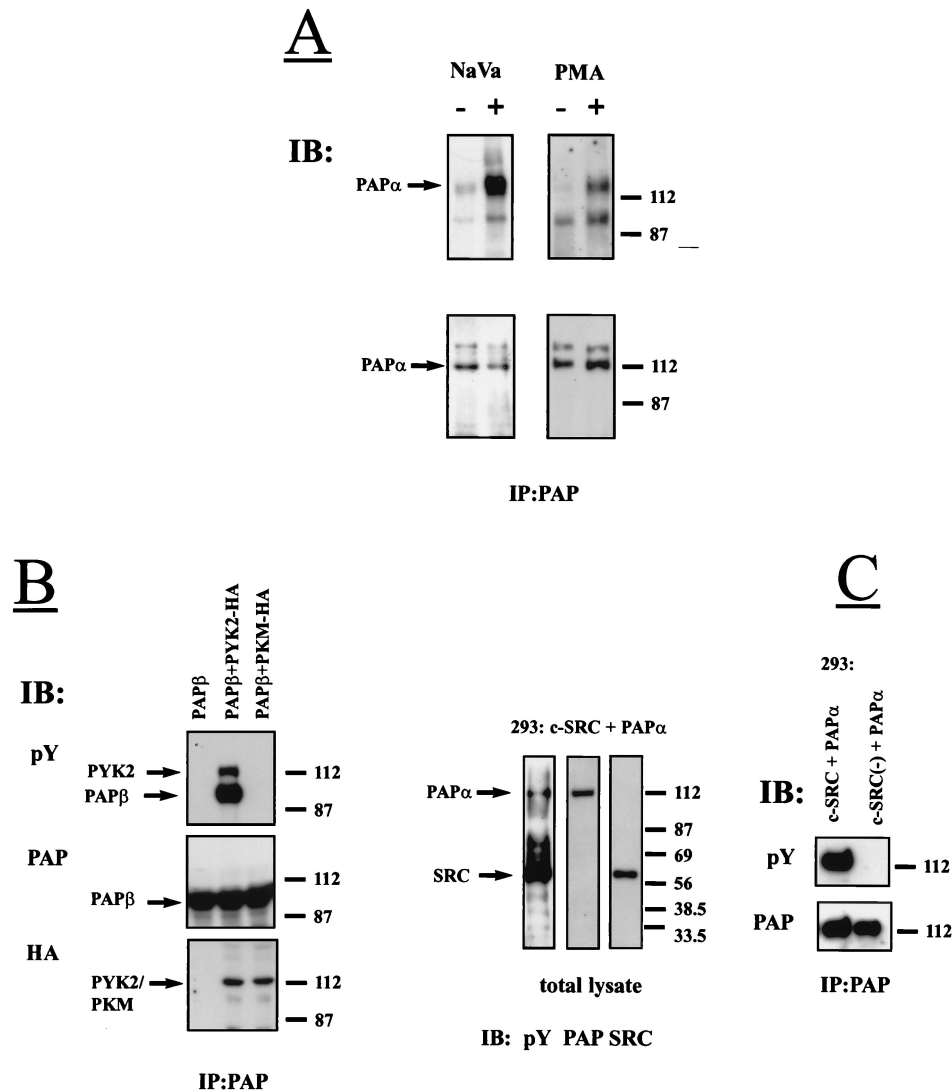 A
NaVa PMA
- + - +
IB:
PAPα
112
87
PAPα
112
87
IP:PAP
B
PAPβ
PAPβ+PYK2-HA
PAPβ+PKM-HA
IB:
pY
PYK2
PAPβ
112
87
PAP
PAPβ
112
87
HA
PYK2/
PKM
112
87
IP:PAP
293: c-SRC + PAPα
PAPα
SRC
112
87
69
56
38.5
33.5
total lysate
IB: pY PAP SRC
C
293:
c-SRC + PAPα
c-SRC(-) + PAPα
IB:
pY
112
PAP
112
IP:PAP